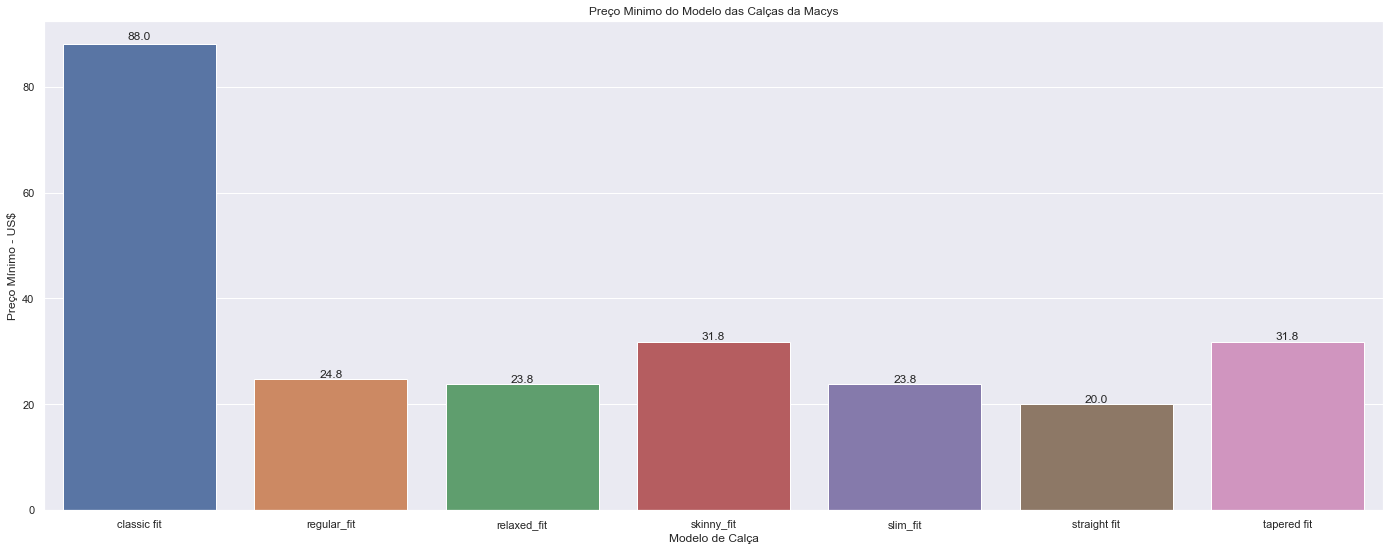 Preço Minimo do Modelo das Calças da Macys
88.0
24.8
23.8
31.8
23.8
20.0
31.8
80
60
40
20
0
Preço Mínimo - US$
classic fit
regular_fit
relaxed_fit
skinny_fit
slim_fit
straight fit
tapered fit
Modelo de Calça